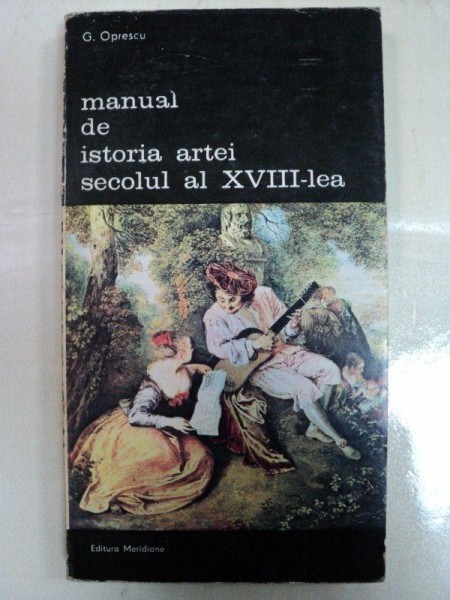 G. Oprescu
manual
de
istoria artei
secolul al XVIII-lea
Editura Meridiane